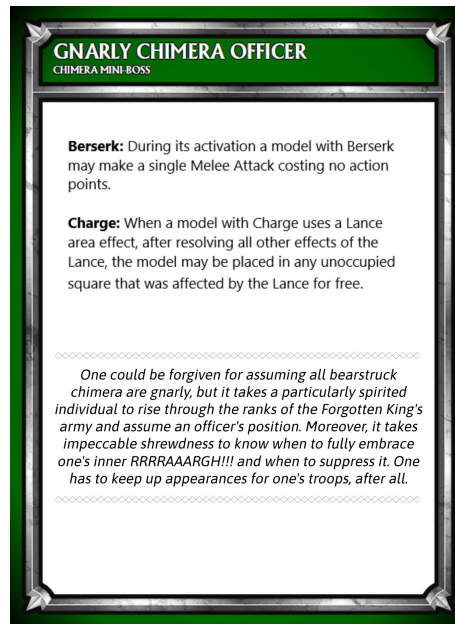 GNARLY CHIMERA OFFICER
CHIMERA MINI-BOSS
Berserk: During its activation a model with Berserk
may make a single Melee Attack costing no action
points.
Charge: When a model with Charge uses a Lance
area effect, after resolving all other effects of the
Lance, the model may be placed in any unoccupied
square that was affected by the Lance for free.
One could be forgiven for assuming all bearstruck
chimera are gnarly, but it takes a particularly spirited
individual to rise through the ranks of the Forgotten King's
army and assume an officer's position. Moreover, it takes
impeccable shrewdness to know when to fully embrace
one's inner RRRRAAARGH!!! and when to suppress it. One
has to keep up appearances for one's troops, after all.